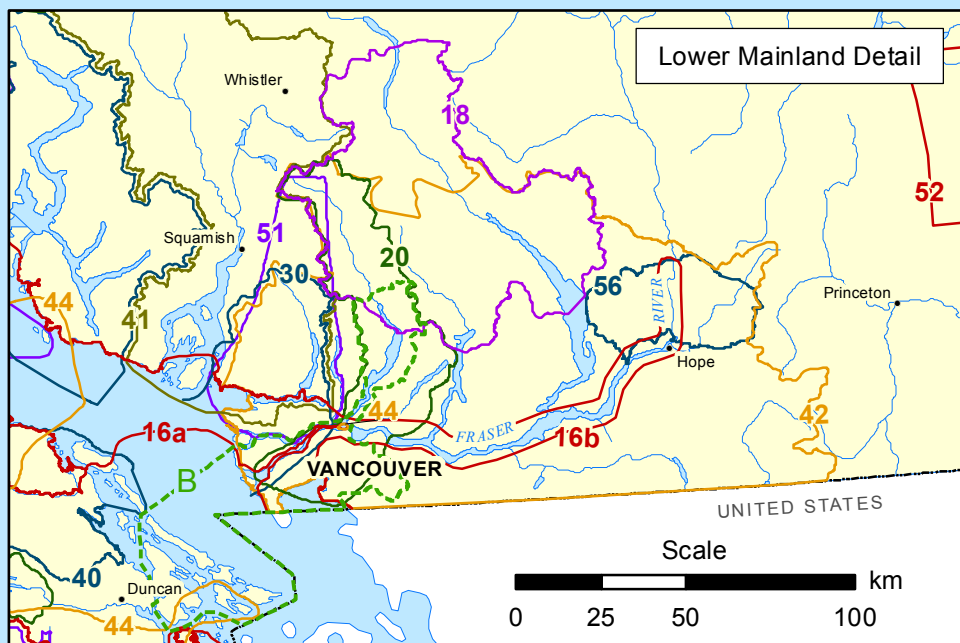 Lower Mainland Detail
Whistler
18
52
51
Squamish
20
30
56
RIVER
Princeton
44
41
Hope
44
42
FRASER
16a
16b
VANCOUVER
B
UNITED STATES
Scale
40
Duncan
km
0 25 50 100
44